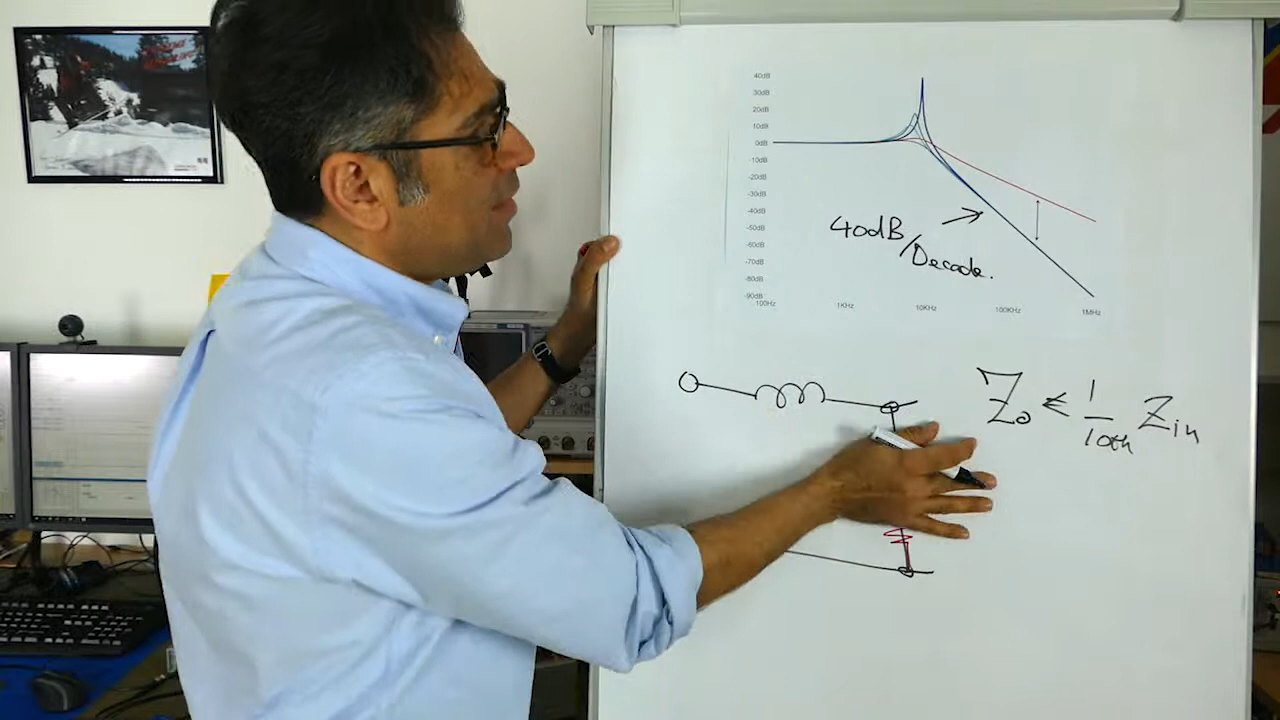 40dB
30dB
20dB
10dB
0dB
-10dB
-20dB
-30dB
-40dB
-50dB
-60dB
-70dB
-80dB
-90dB
100Hz 1KHz 10KHz 100KHz 1MHz
40dB
/Decade.
Zo < 1/10th Zin